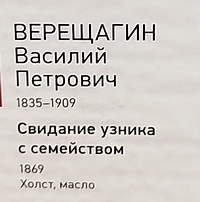 ВЕРЕЩАГИН
Василий
Петрович
1835–1909
Свидание узника
с семейством
1869
Холст, масло